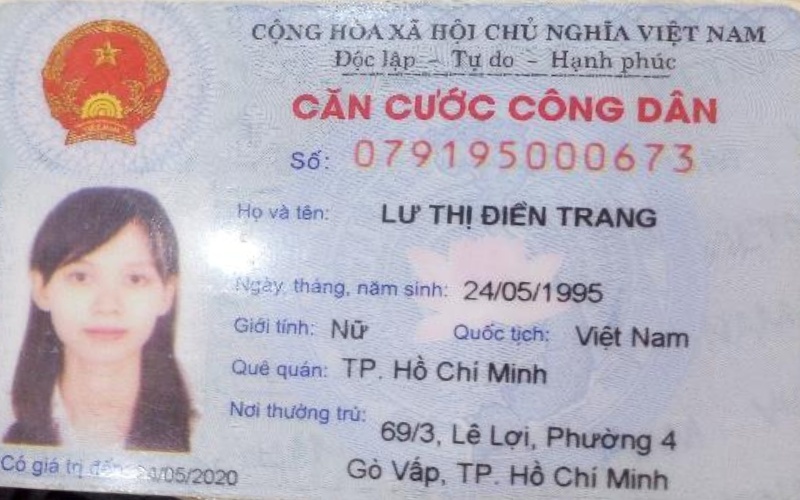 CỘNG HÒA XÃ HỘI CHỦ NGHĨA VIỆT NAM
Độc lập – Tự do – Hạnh phúc
CĂN CƯỚC CÔNG DÂN
Số: 079195000673
Họ và tên: LƯ THỊ ĐIỀN TRANG
Ngày, tháng, năm sinh: 24/05/1995
Giới tính: Nữ Quốc tịch: Việt Nam
Quê quán: TP. Hồ Chí Minh
Nơi thường trú:
69/3, Lê Lợi, Phường 4
Gò Vấp, TP. Hồ Chí Minh
Có giá trị đến /05/2020